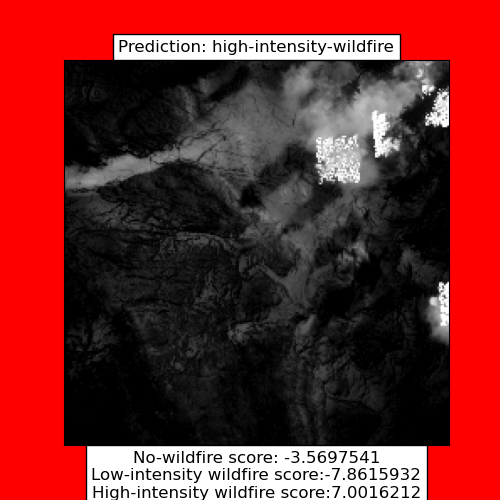 Prediction: high-intensity-wildfire
No-wildfire score: -3.5697541
Low-intensity wildfire score:-7.8615932
High-intensity wildfire score:7.0016212